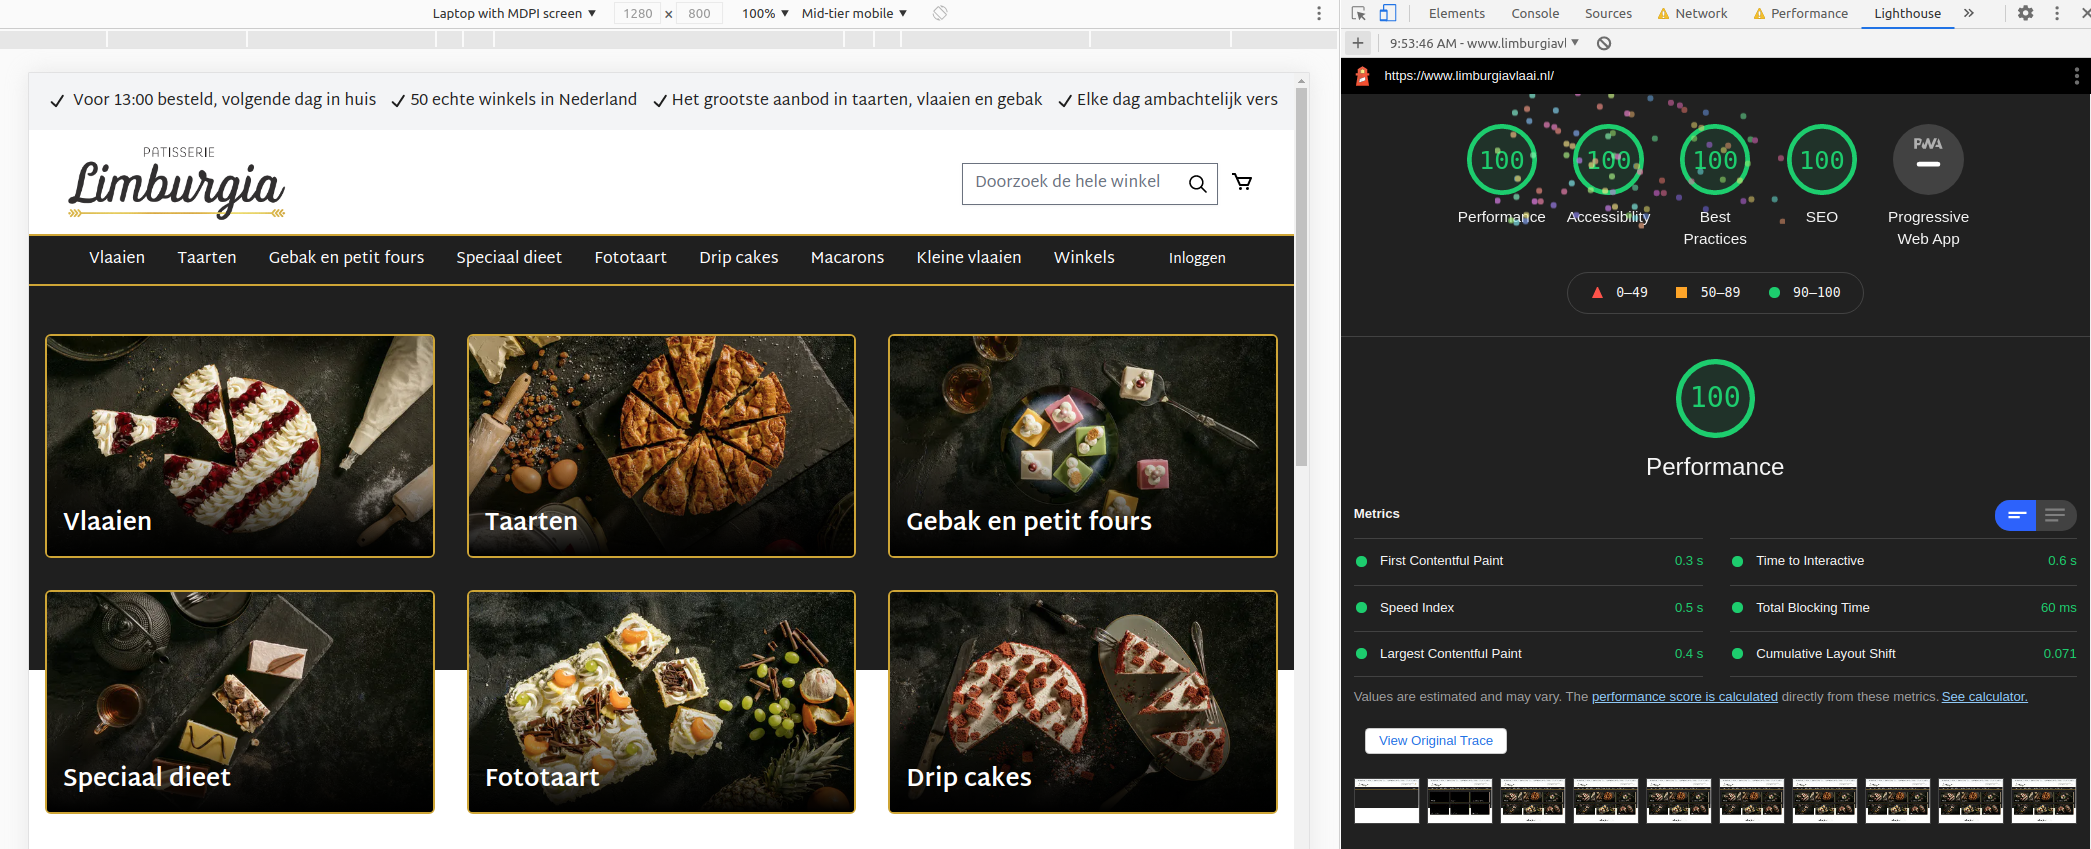 Laptop with MDPI screen ▼ 1280 × 800 100% ▼ Mid-tier mobile ▼
Voor 13:00 besteld, volgende dag in huis 50 echte winkels in Nederland Het grootste aanbod in taarten, vlaaien en gebak Elke dag ambachtelijk vers
PATISSERIE
Limburgia
Doorzoek de hele winkel
Vlaaien Taarten Gebak en petit fours Speciaal dieet Fototaart Drip cakes Macarons Kleine vlaaien Winkels Inloggen
Vlaaien
Taarten
Gebak en petit fours
Speciaal dieet
Fototaart
Drip cakes
Elements Console Sources Network Performance Lighthouse
9:53:46 AM - www.limburgiavl ▼
https://www.limburgiavlaai.nl/
100 100 100 100 PWA
Performance Accessibility Best Practices SEO Progressive Web App
0–49 50–89 90–100
100
Performance
Metrics
First Contentful Paint 0.3 s
Time to Interactive 0.6 s
Speed Index 0.5 s
Total Blocking Time 60 ms
Largest Contentful Paint 0.4 s
Cumulative Layout Shift 0.071
Values are estimated and may vary. The performance score is calculated directly from these metrics. See calculator.
View Original Trace